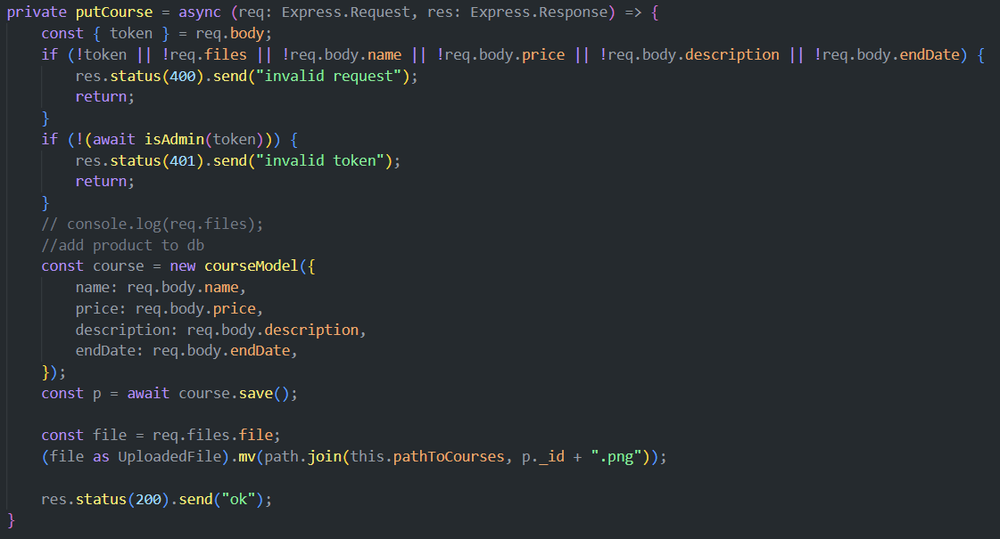 private putCourse = async (req: Express.Request, res: Express.Response) => {
    const { token } = req.body;
    if (!token || !req.files || !req.body.name || !req.body.price || !req.body.description || !req.body.endDate) {
        res.status(400).send("invalid request");
        return;
    }
    if (!(await isAdmin(token))) {
        res.status(401).send("invalid token");
        return;
    }
    // console.log(req.files);
    //add product to db
    const course = new courseModel({
        name: req.body.name,
        price: req.body.price,
        description: req.body.description,
        endDate: req.body.endDate,
    });
    const p = await course.save();

    const file = req.files.file;
    (file as UploadedFile).mv(path.join(this.pathToCourses, p._id + ".png"));

    res.status(200).send("ok");
}